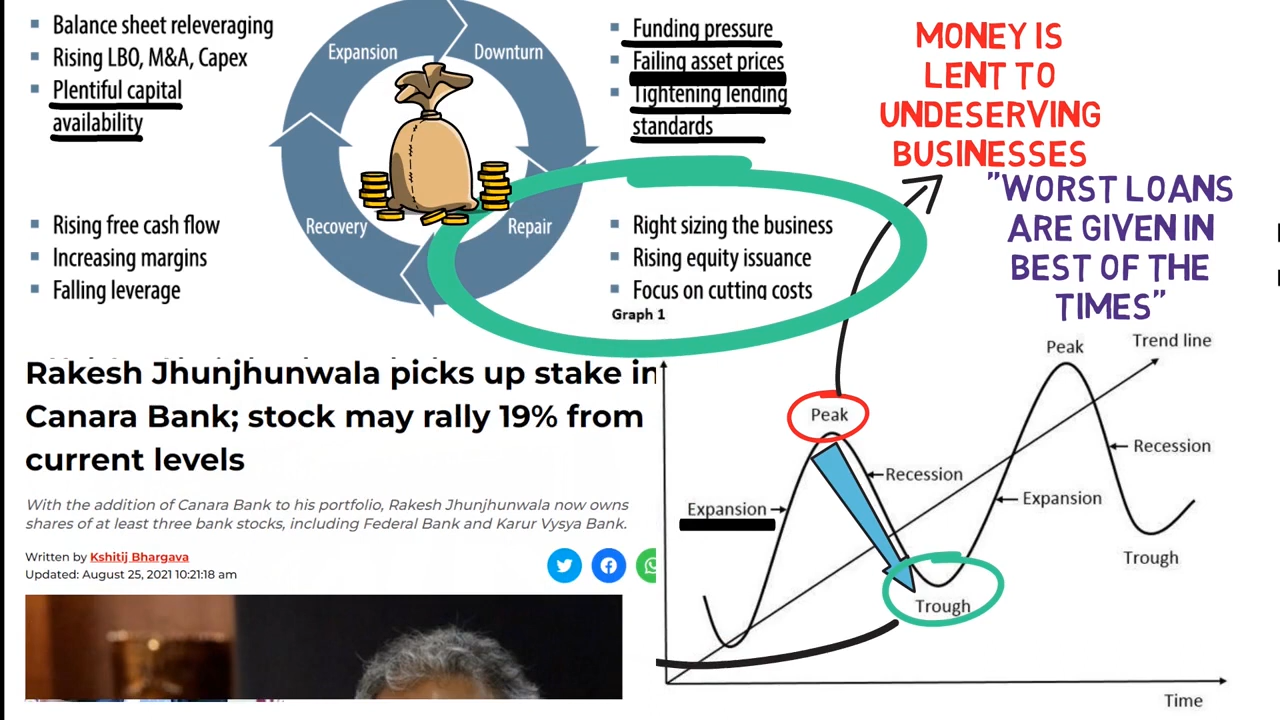 Balance sheet releveraging
Rising LBO, M&A, Capex
Plentiful capital
availability
Expansion
Downturn
Funding pressure
Failing asset prices
Tightening lending
standards
Rising free cash flow
Increasing margins
Falling leverage
Recovery
Repair
Right sizing the business
Rising equity issuance
Focus on cutting costs
Graph 1
MONEY IS
LENT TO
UNDESERVING
BUSINESSES
"WORST LOANS
ARE GIVEN IN
BEST OF THE
TIMES"
Rakesh Jhunjhunwala picks up stake in
Canara Bank; stock may rally 19% from
current levels
With the addition of Canara Bank to his portfolio, Rakesh Jhunjhunwala now owns
shares of at least three bank stocks, including Federal Bank and Karur Vysya Bank.
Written by Kshitij Bhargava
Updated: August 25, 2021 10:21:18 am
Peak
Trend line
Peak
Recession
Recession
Expansion
Expansion
Trough
Trough
Time